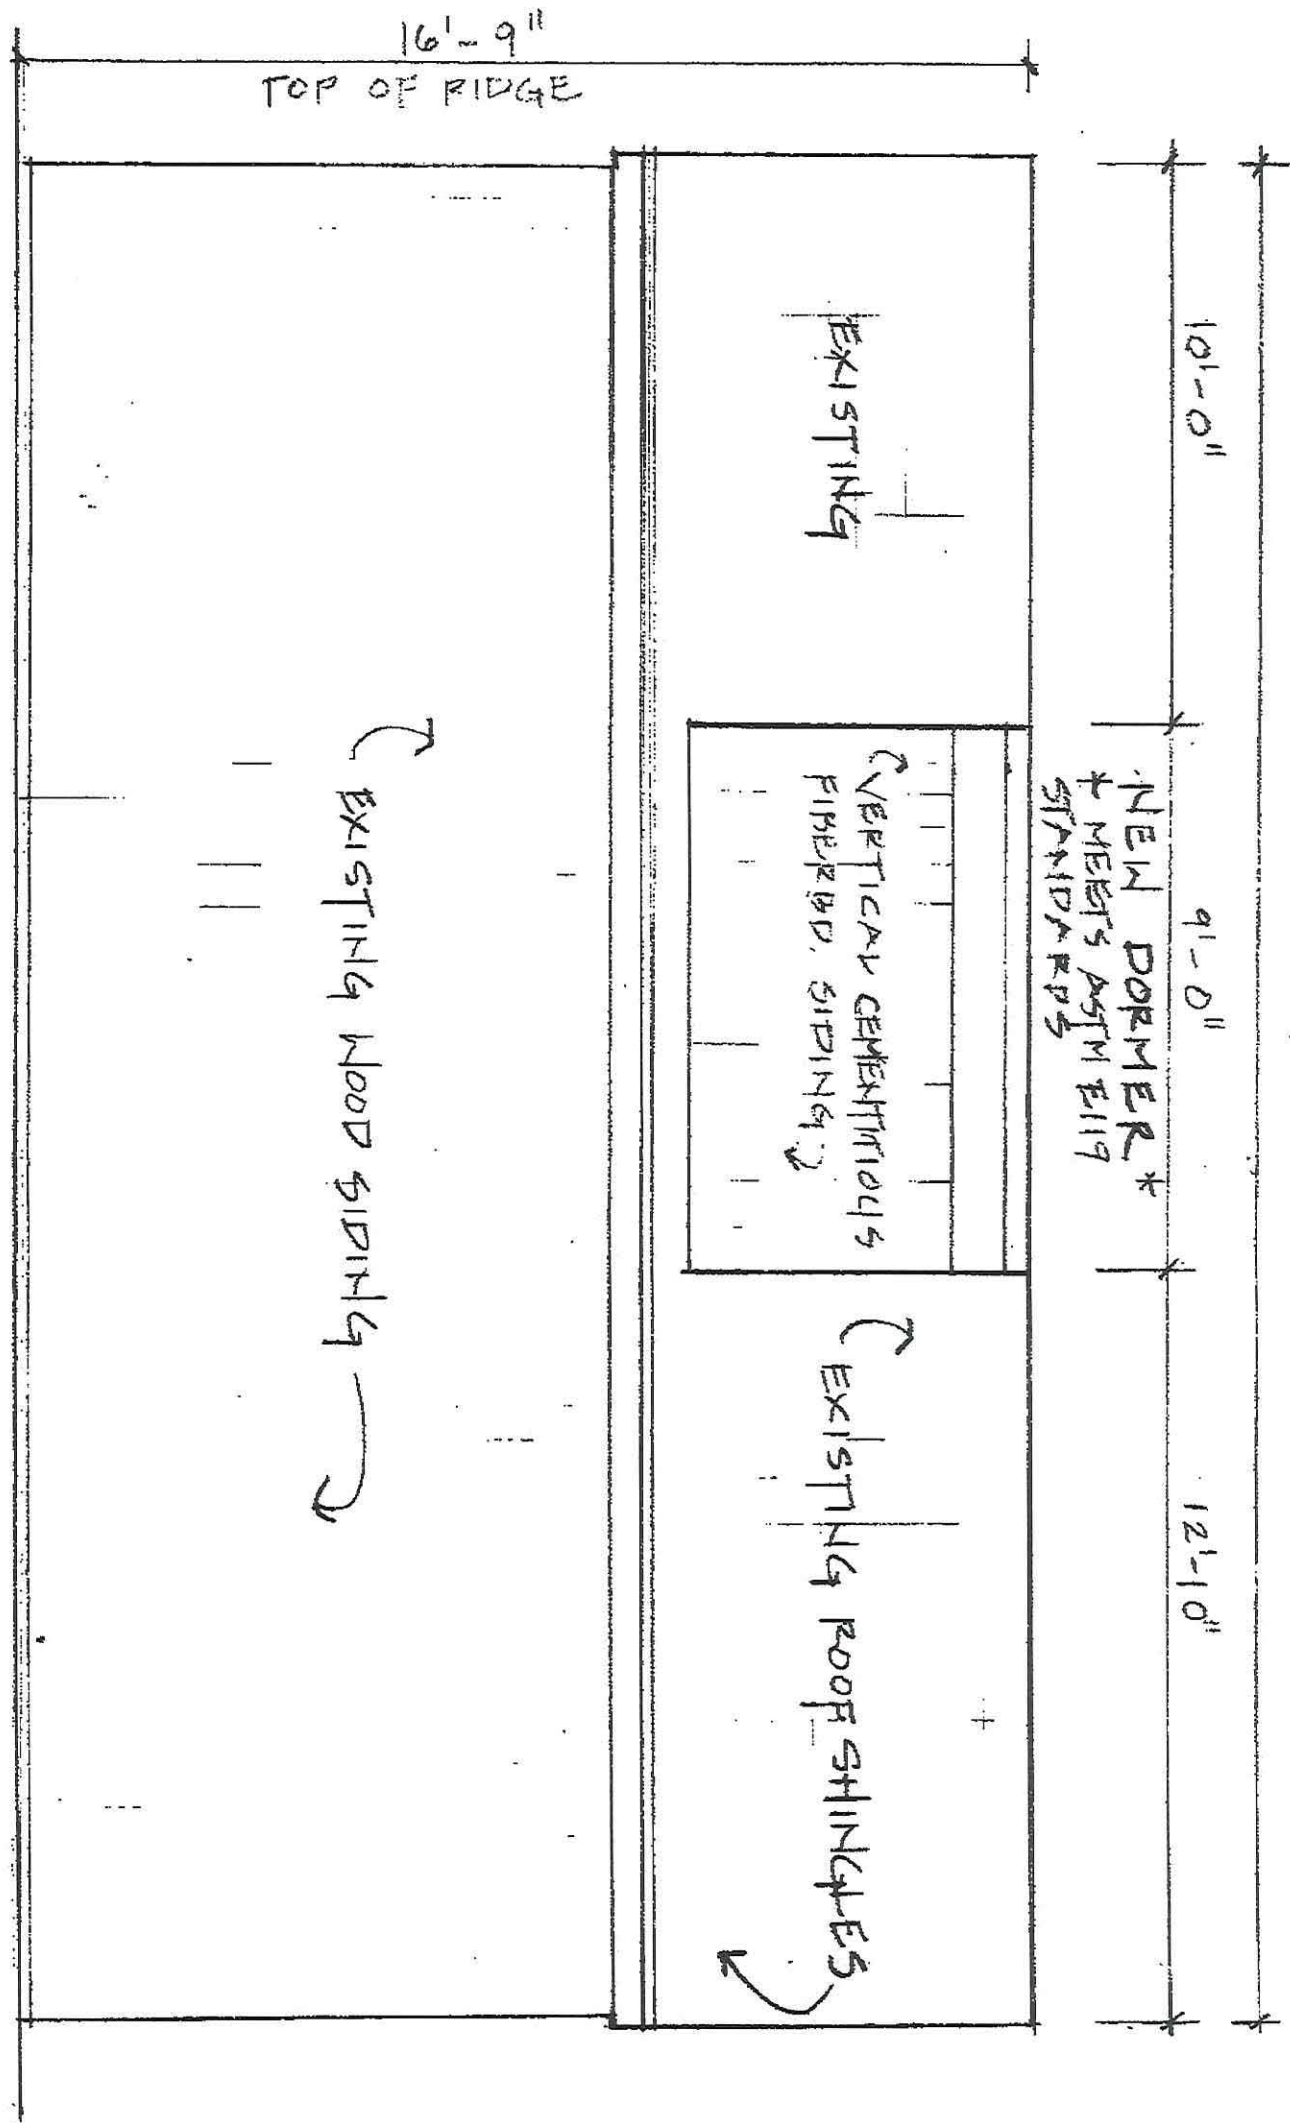 16'-9"
TOP OF RIDGE
10'-0"
9'-0"
12'-10"
NEW DORMER *
* MEETS ASTM E119
STANDARDS
EXISTING
VERTICAL CEMENTITIOUS
FIBERBD. SIDING
EXISTING ROOF SHINGLES
EXISTING WOOD SIDING